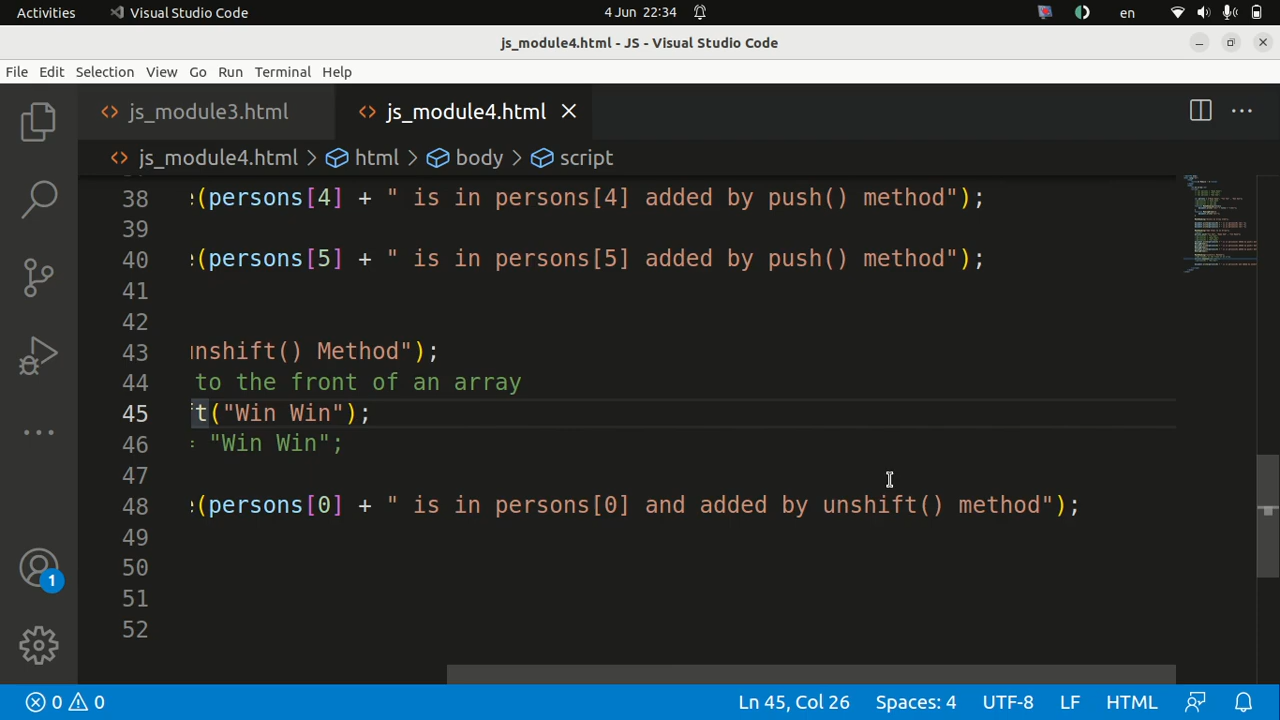 Activities Visual Studio Code 4 Jun 22:34 en
js_module4.html - JS - Visual Studio Code
File Edit Selection View Go Run Terminal Help
js_module3.html js_module4.html
js_module4.html > html > body > script
38 e(persons[4] + " is in persons[4] added by push() method");
39
40 e(persons[5] + " is in persons[5] added by push() method");
41
42
43 unshift() Method");
44 to the front of an array
45 ft("Win Win");
46 = "Win Win";
47
48 e(persons[0] + " is in persons[0] and added by unshift() method");
49
50
51
52
1
0 0 Ln 45, Col 26 Spaces: 4 UTF-8 LF HTML